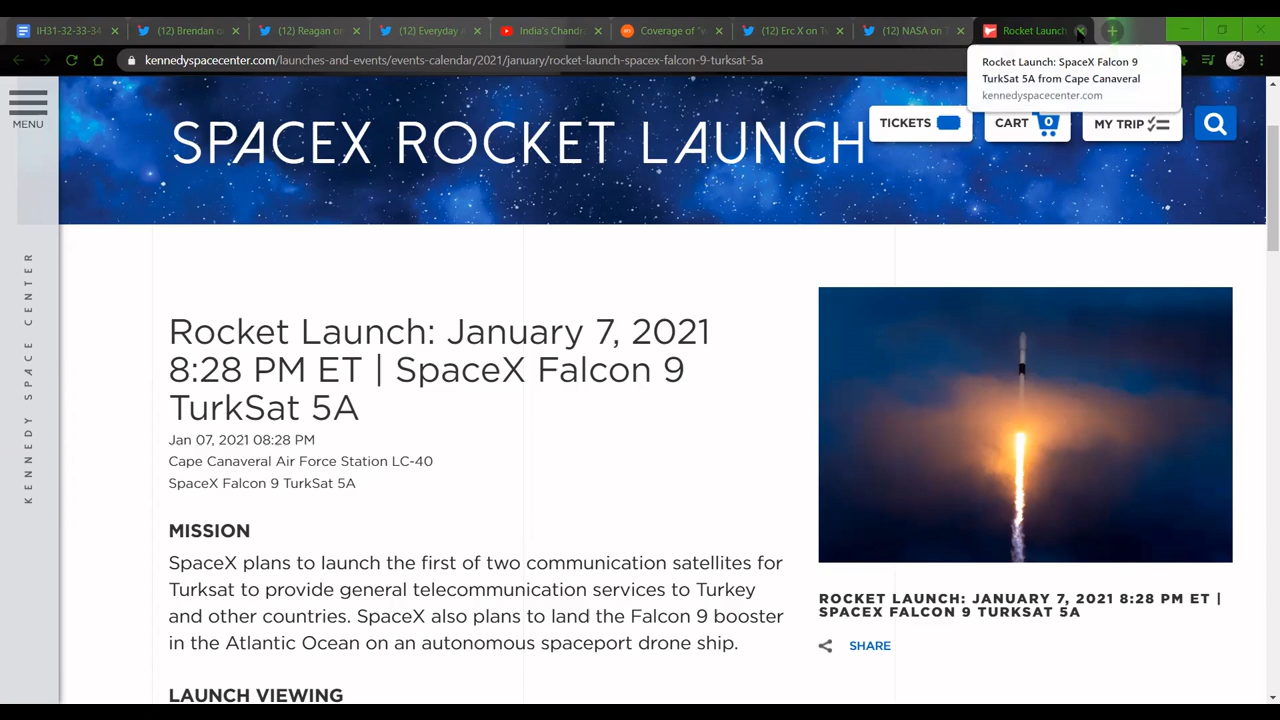 IH31-32-33-34
(12) Brendan o
(12) Reagan or
(12) Everyday
India's Chandra
Coverage of "v
(12) Erc X on T
(12) NASA on
Rocket Launch
kennedyspacecenter.com/launches-and-events/events-calendar/2021/january/rocket-launch-spacex-falcon-9-turksat-5a
Rocket Launch: SpaceX Falcon 9
TurkSat 5A from Cape Canaveral
kennedyspacecenter.com
MENU
SPACEX ROCKET LAUNCH
TICKETS
CART 0
MY TRIP
KENNEDY SPACE CENTER
Rocket Launch: January 7, 2021
8:28 PM ET | SpaceX Falcon 9
TurkSat 5A
Jan 07, 2021 08:28 PM
Cape Canaveral Air Force Station LC-40
SpaceX Falcon 9 TurkSat 5A
MISSION
SpaceX plans to launch the first of two communication satellites for
Turksat to provide general telecommunication services to Turkey
and other countries. SpaceX also plans to land the Falcon 9 booster
in the Atlantic Ocean on an autonomous spaceport drone ship.
LAUNCH VIEWING
ROCKET LAUNCH: JANUARY 7, 2021 8:28 PM ET |
SPACEX FALCON 9 TURKSAT 5A
SHARE